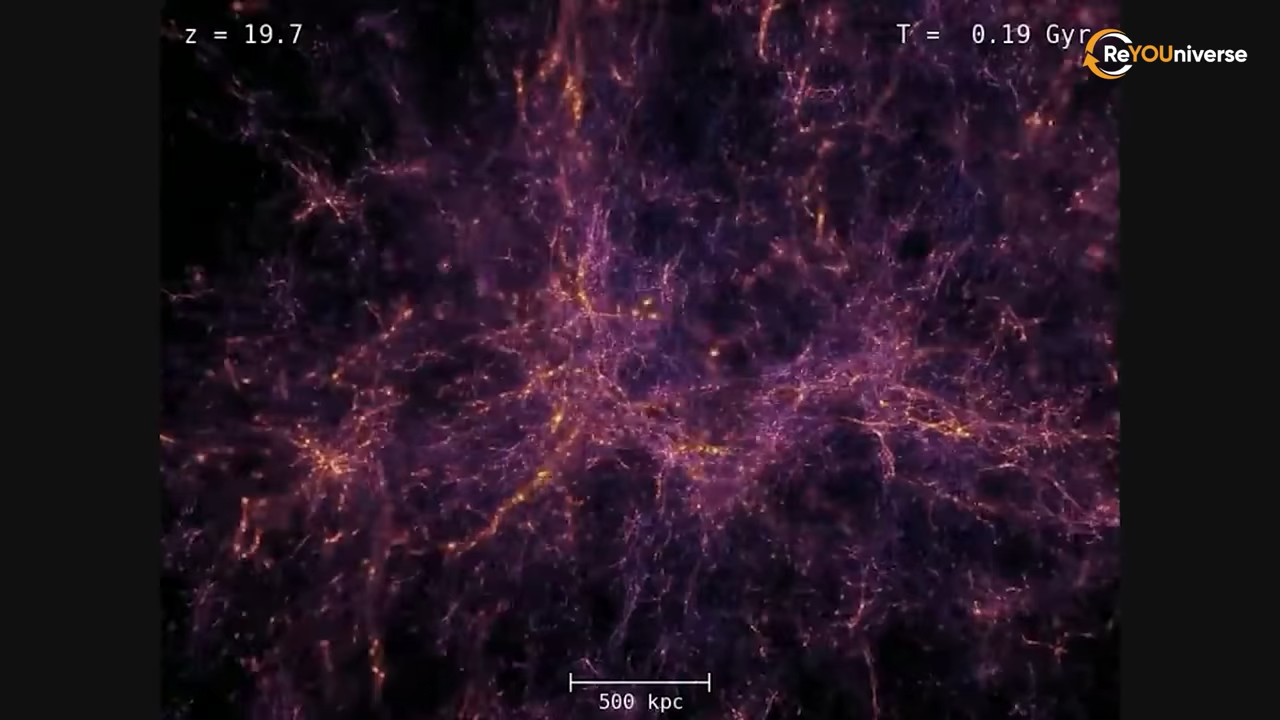 z = 19.7
T =  0.19 Gyr
ReYOUniverse
500 kpc